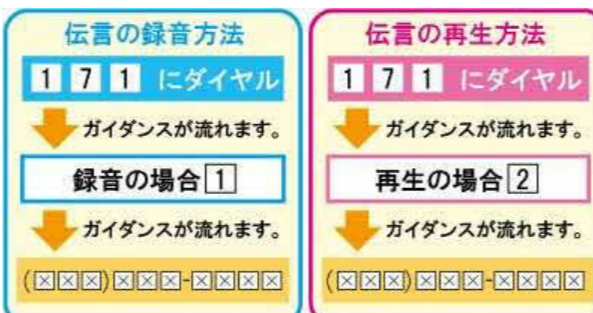 伝言の録音方法
1 7 1 にダイヤル
ガイダンスが流れます。
録音の場合 1
ガイダンスが流れます。
(×××)×××-××××
伝言の再生方法
1 7 1 にダイヤル
ガイダンスが流れます。
再生の場合 2
ガイダンスが流れます。
(×××)×××-××××